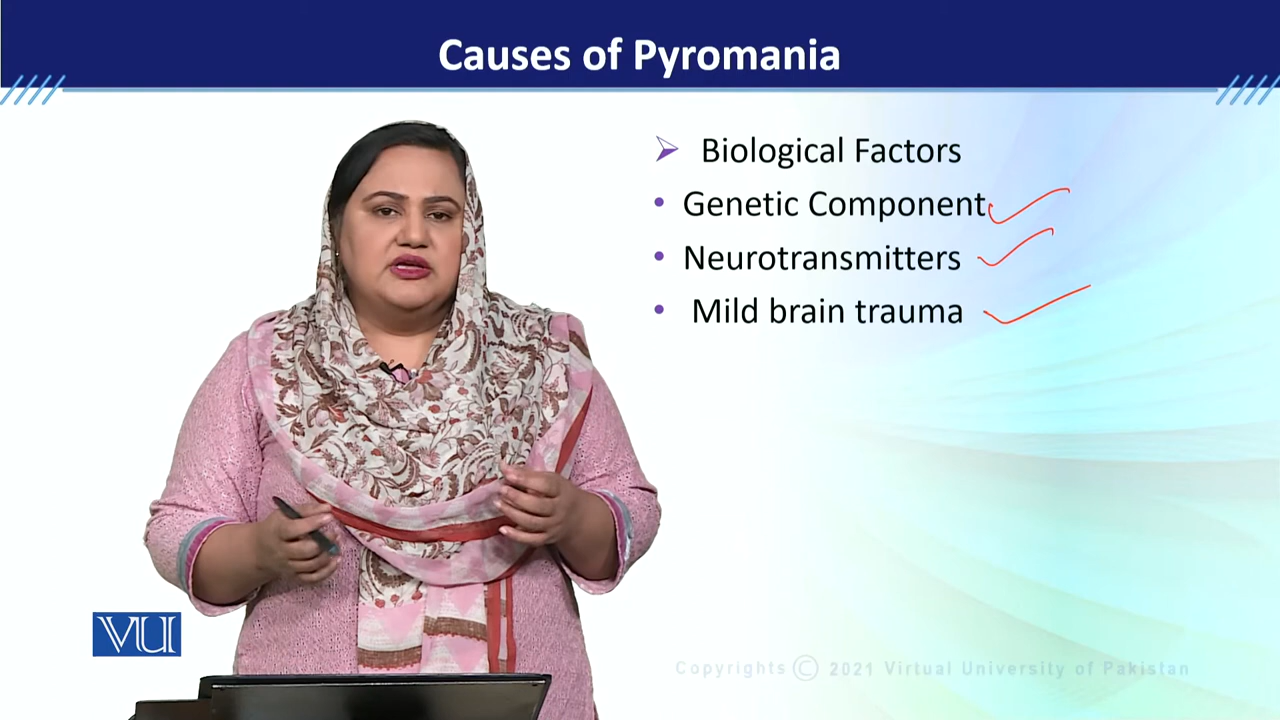 Causes of Pyromania
➢ Biological Factors
• Genetic Component
• Neurotransmitters
• Mild brain trauma
VU
Copyrights © 2021 Virtual University of Pakistan